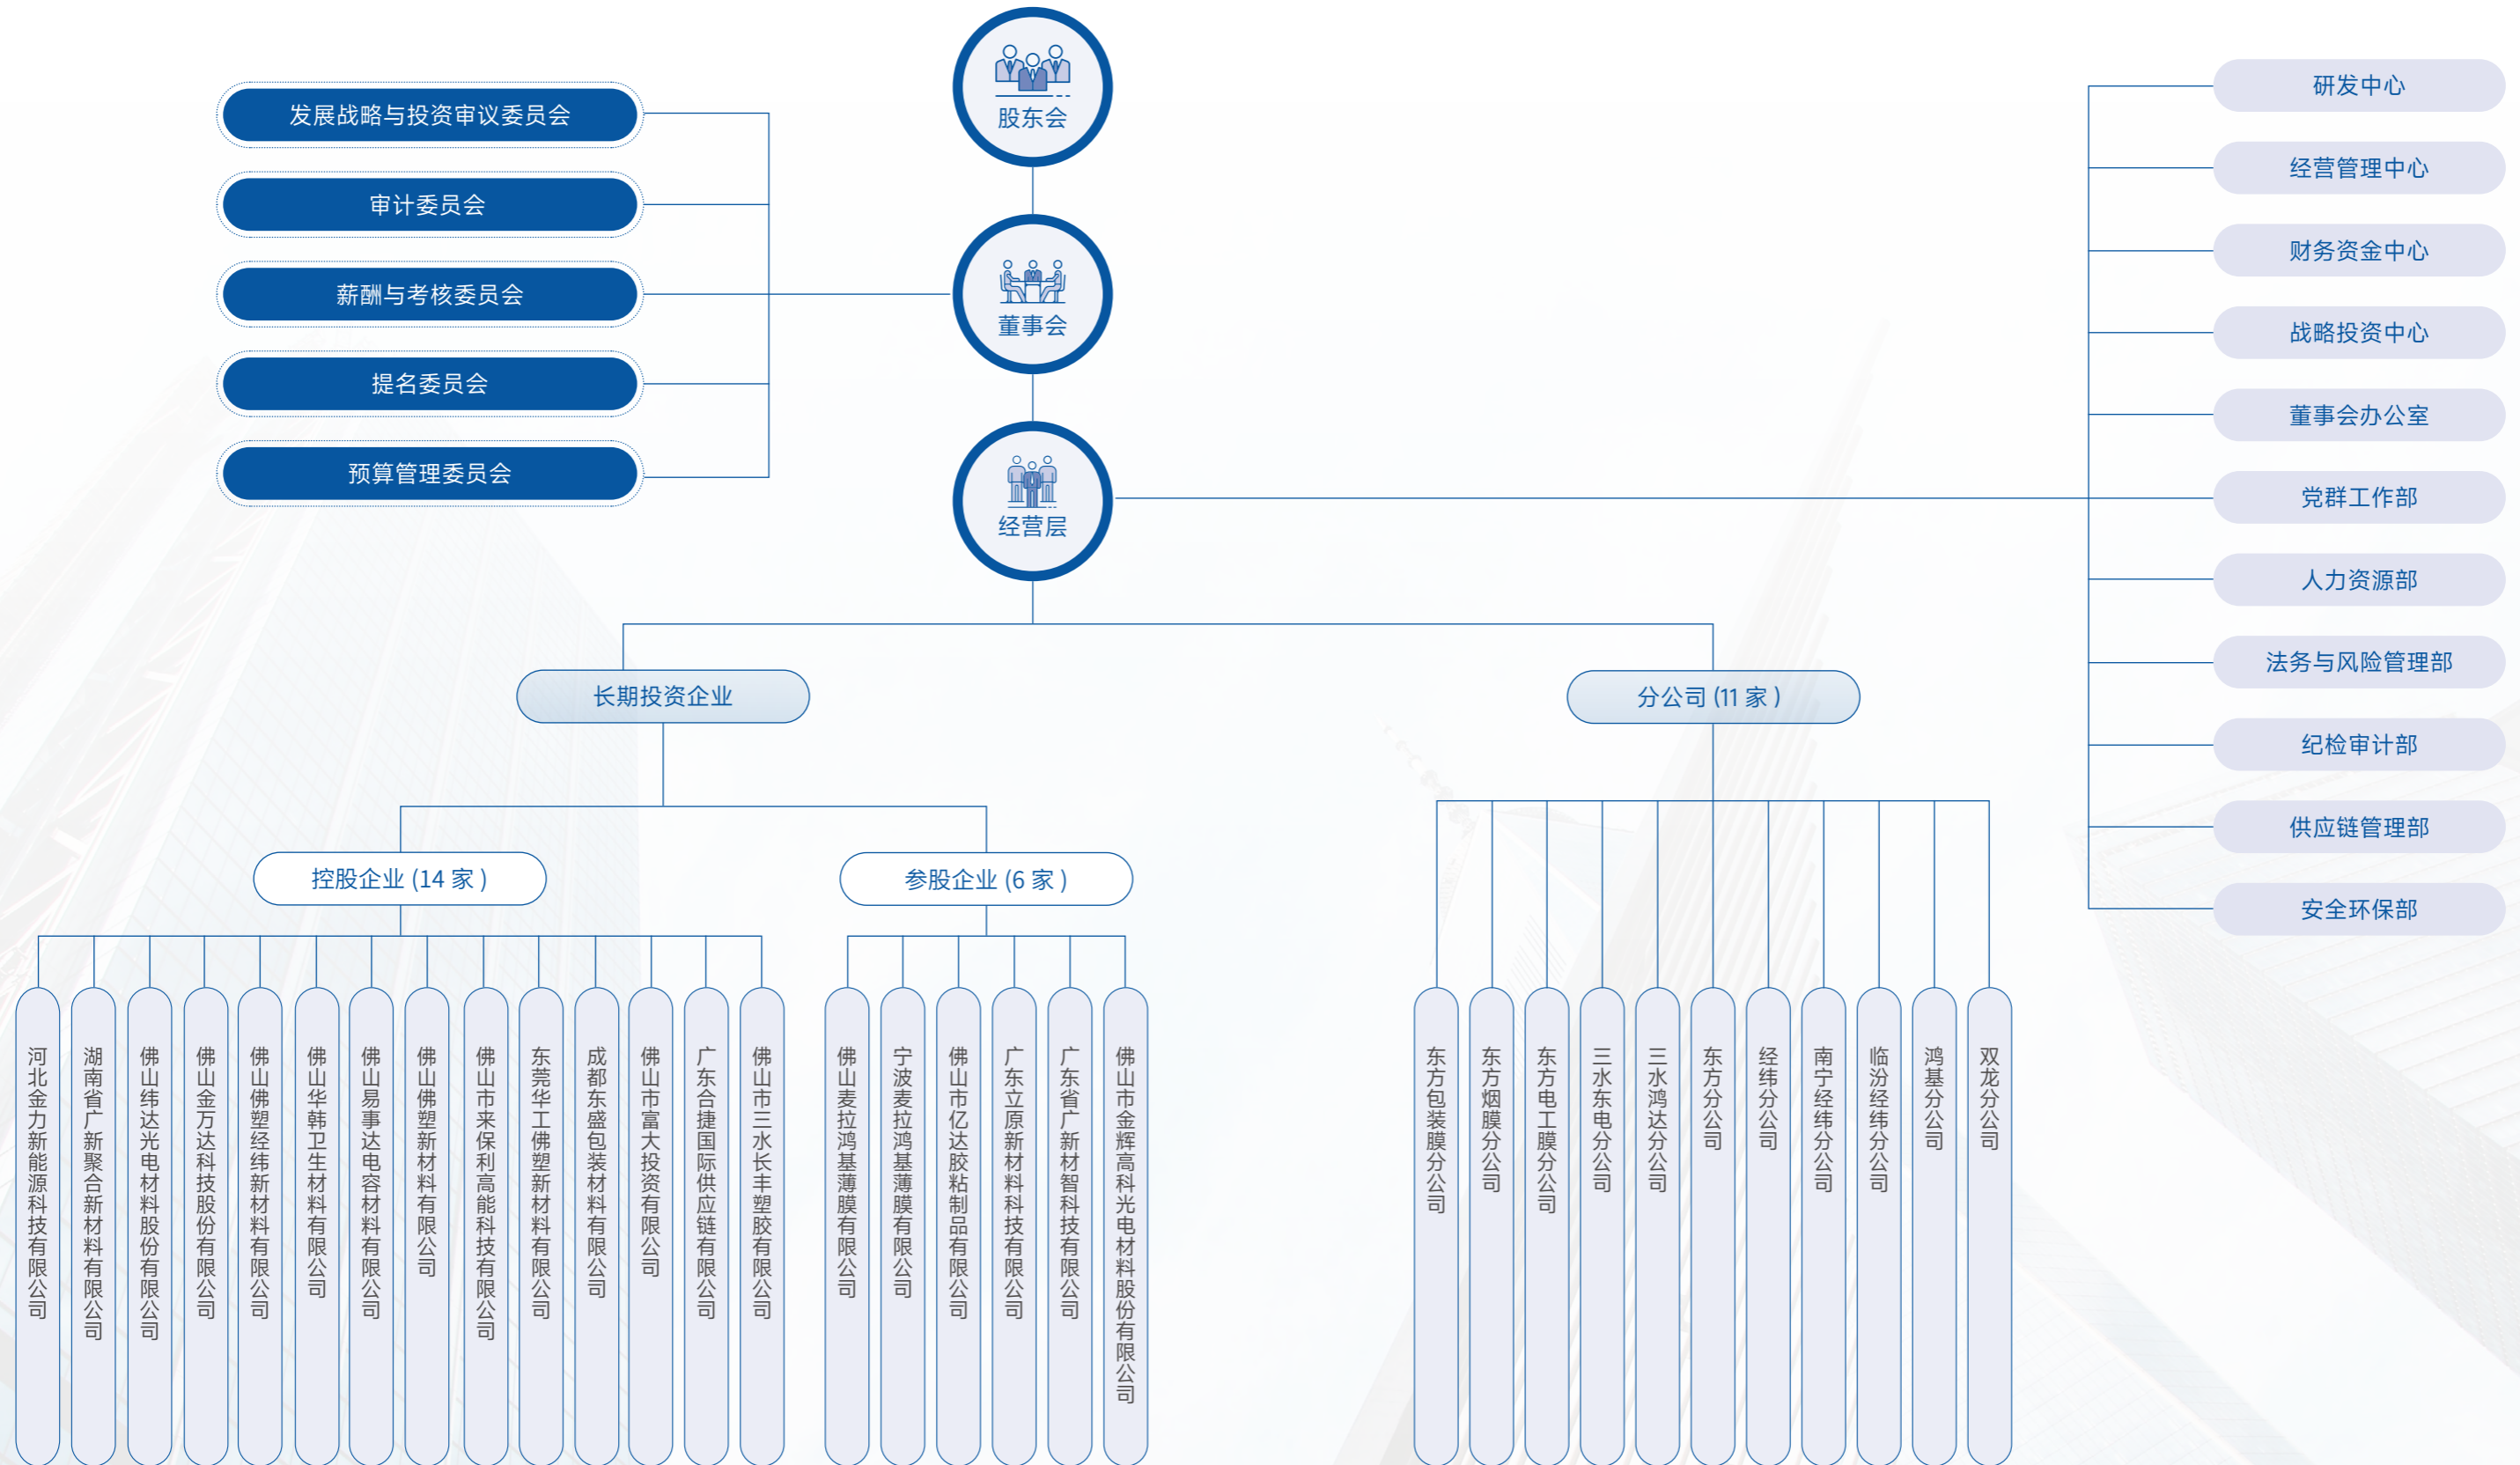 股东会
发展战略与投资审议委员会
审计委员会
薪酬与考核委员会
提名委员会
预算管理委员会
董事会
经营层
研发中心
经营管理中心
财务资金中心
战略投资中心
董事会办公室
党群工作部
人力资源部
法务与风险管理部
纪检审计部
供应链管理部
安全环保部
长期投资企业
分公司 (11 家 )
控股企业 (14 家 )
参股企业 (6 家 )
河北金力新能源科技有限公司
湖南省广新聚合新材料有限公司
佛山纬达光电材料股份有限公司
佛山金万达科技股份有限公司
佛山佛塑经纬新材料有限公司
佛山华韩卫生材料有限公司
佛山易事达电容材料有限公司
佛山佛塑新材料有限公司
佛山市来保利高能科技有限公司
东莞华工佛塑新材料有限公司
成都东盛包装材料有限公司
佛山市富大投资有限公司
广东合捷国际供应链有限公司
佛山市三水长丰塑胶有限公司
佛山麦拉鸿基薄膜有限公司
宁波麦拉鸿基薄膜有限公司
佛山市亿达胶粘制品有限公司
广东立原新材料科技有限公司
广东省广新材智科技有限公司
佛山市金辉高科光电材料股份有限公司
东方包装膜分公司
东方烟膜分公司
东方电工膜分公司
三水东电分公司
三水鸿达分公司
东方分公司
经纬分公司
南宁经纬分公司
临汾经纬分公司
鸿基分公司
双龙分公司